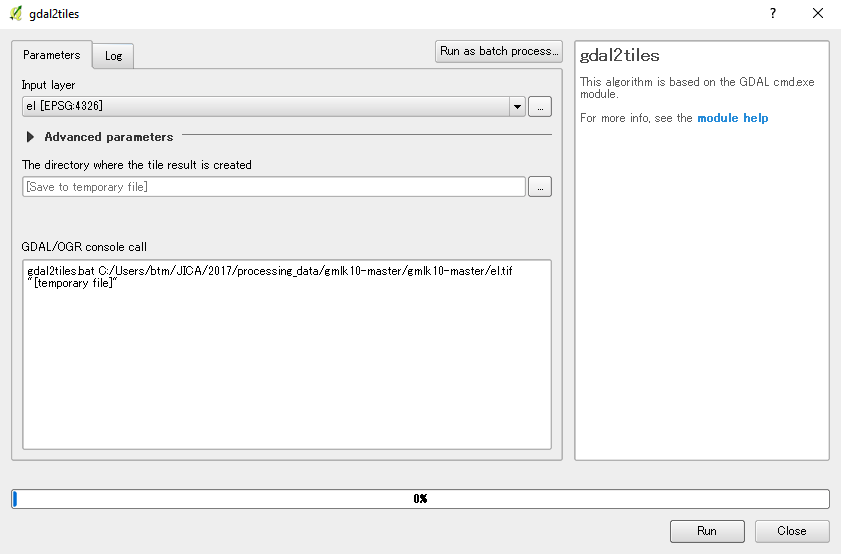 gdal2tiles
?
Parameters
Log
Run as batch process...
Input layer
el [EPSG:4326]
...
Advanced parameters
The directory where the tile result is created
[Save to temporary file]
...
GDAL/OGR console call
gdal2tiles.bat C:/Users/btm/JICA/2017/processing_data/gmlk10-master/gmlk10-master/el.tif
"[temporary file]"
gdal2tiles
This algorithm is based on the GDAL cmd.exe
module.
For more info, see the module help
0%
Run
Close